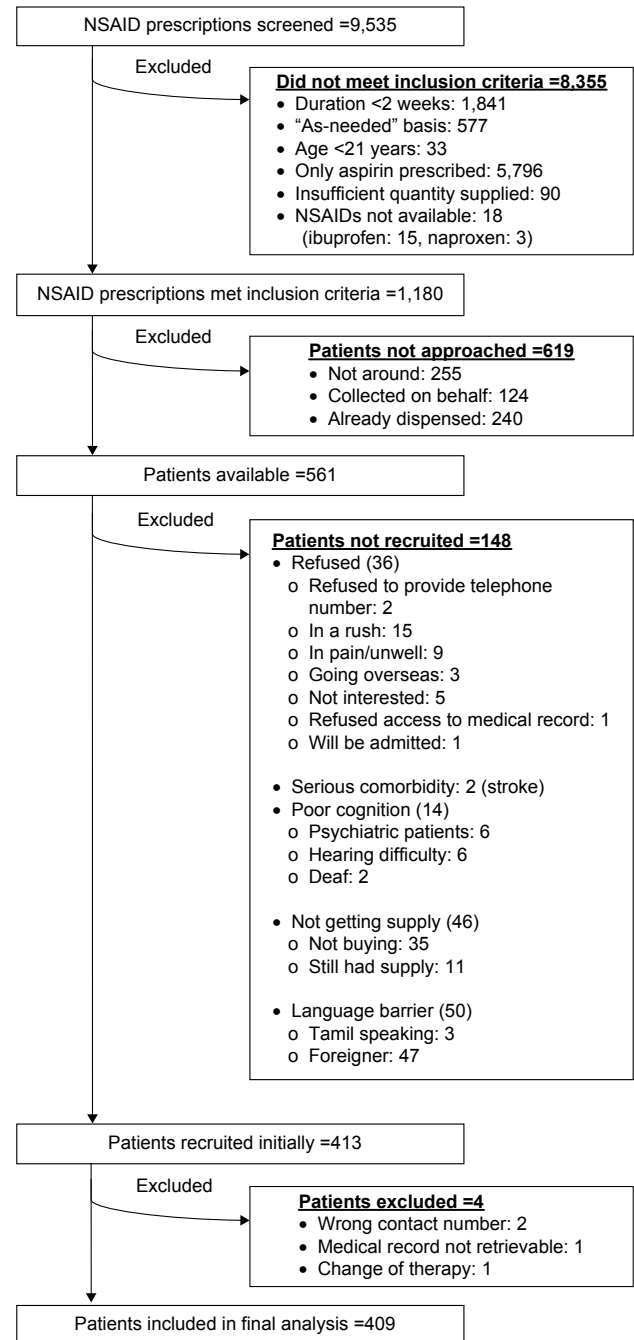 NSAID prescriptions screened =9,535
Excluded
Did not meet inclusion criteria =8,355
• Duration <2 weeks: 1,841
• “As-needed” basis: 577
• Age <21 years: 33
• Only aspirin prescribed: 5,796
• Insufficient quantity supplied: 90
• NSAIDs not available: 18
(ibuprofen: 15, naproxen: 3)
NSAID prescriptions met inclusion criteria =1,180
Excluded
Patients not approached =619
• Not around: 255
• Collected on behalf: 124
• Already dispensed: 240
Patients available =561
Excluded
Patients not recruited =148
• Refused (36)
o Refused to provide telephone
number: 2
o In a rush: 15
o In pain/unwell: 9
o Going overseas: 3
o Not interested: 5
o Refused access to medical record: 1
o Will be admitted: 1
• Serious comorbidity: 2 (stroke)
• Poor cognition (14)
o Psychiatric patients: 6
o Hearing difficulty: 6
o Deaf: 2
• Not getting supply (46)
o Not buying: 35
o Still had supply: 11
• Language barrier (50)
o Tamil speaking: 3
o Foreigner: 47
Patients recruited initially =413
Excluded
Patients excluded =4
• Wrong contact number: 2
• Medical record not retrievable: 1
• Change of therapy: 1
Patients included in final analysis =409